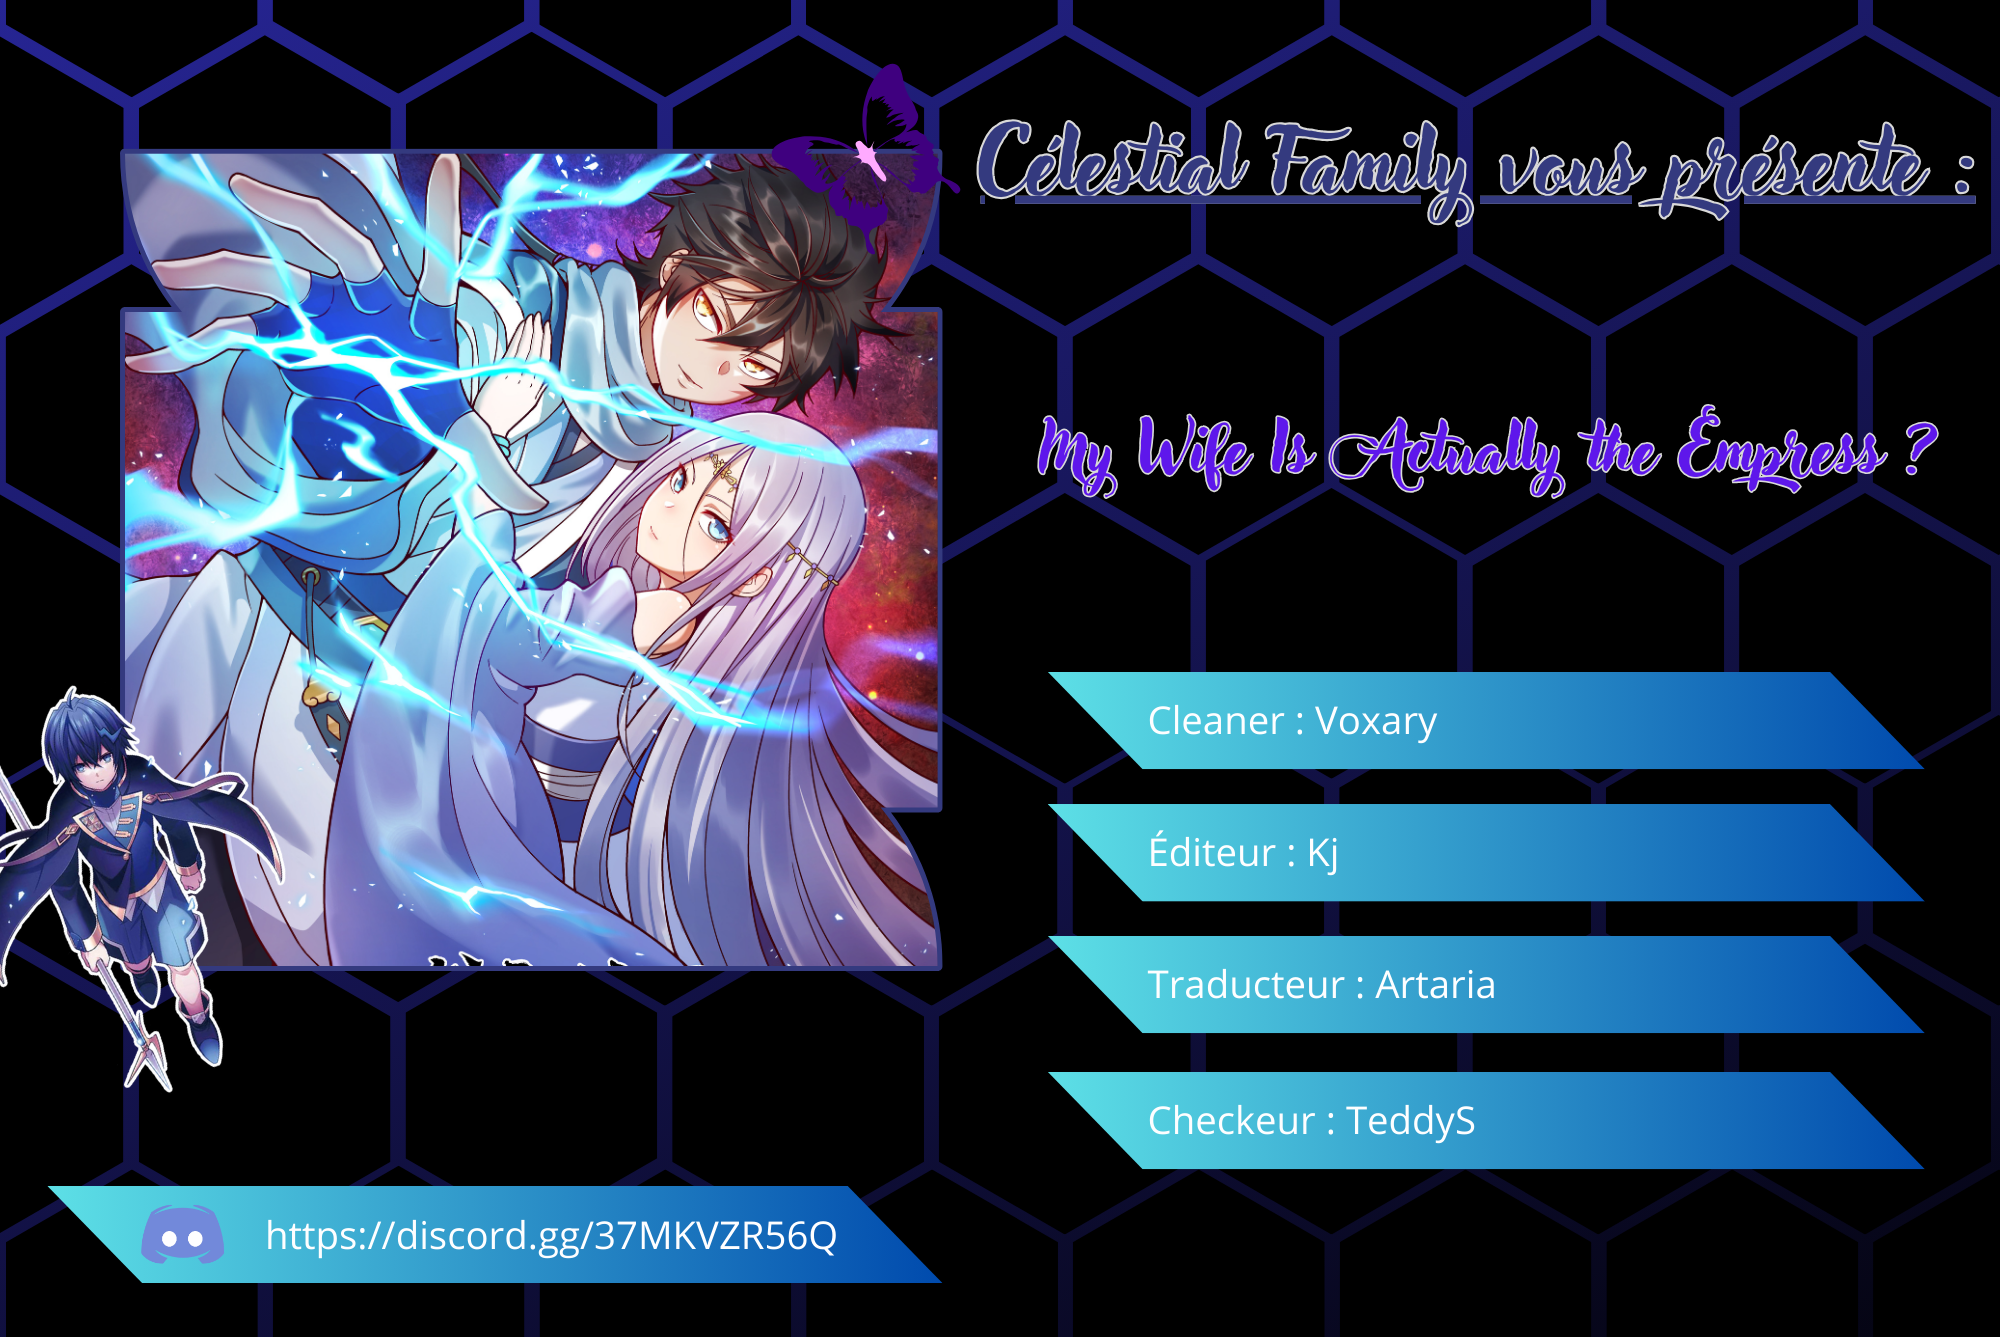 Célestial Family vous présente :
My Wife Is Actually the Émpress ?
Cleaner : Voxary
Éditeur : Kj
Traducteur : Artaria
Checkeur : TeddyS
https://discord.gg/37MKVZR56Q